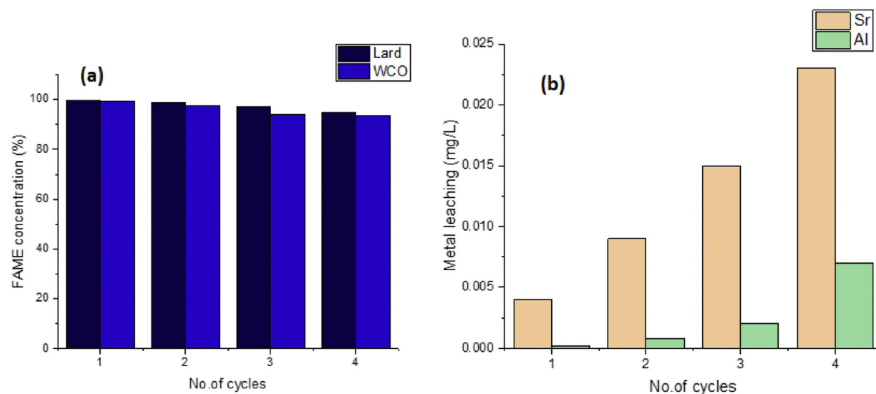 (a)
Lard
WCO
100
80
60
40
20
0
FAME concentration (%)
1 2 3 4
No.of cycles
(b)
Sr
Al
0.025
0.020
0.015
0.010
0.005
0.000
Metal leaching (mg/L)
1 2 3 4
No.of cycles